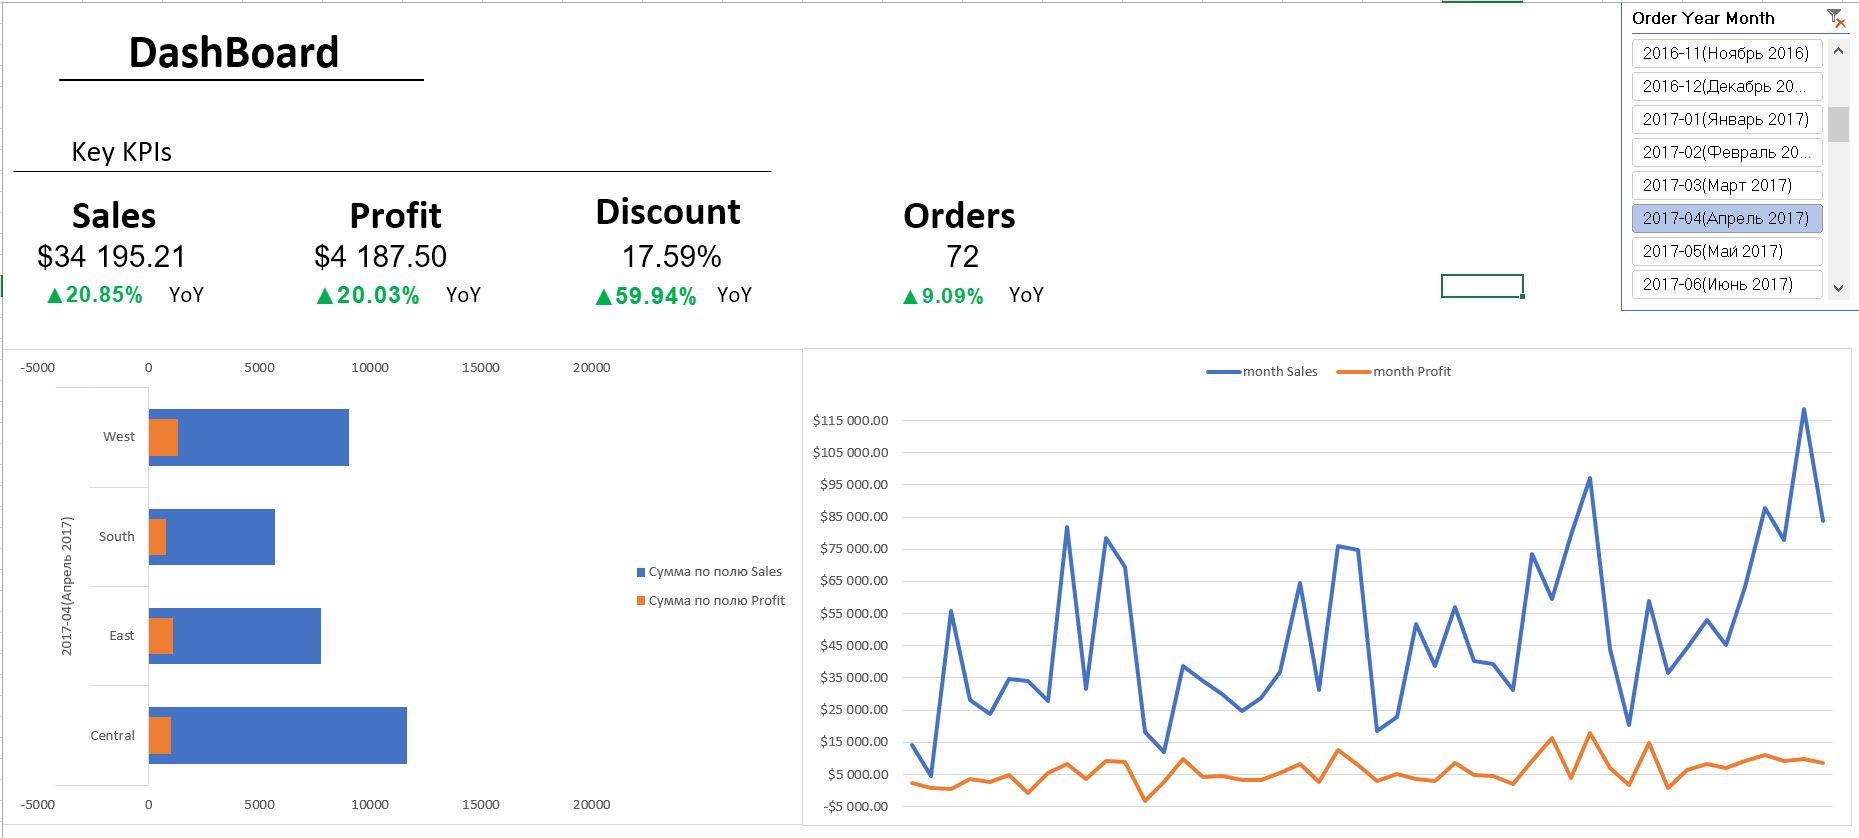 DashBoard
Order Year Month
2016-11(Ноябрь 2016)
2016-12(Декабрь 20...
2017-01(Январь 2017)
2017-02(Февраль 20...
2017-03(Март 2017)
2017-04(Апрель 2017)
2017-05(Май 2017)
2017-06(Июнь 2017)
Key KPIs
Sales
$34 195.21
▲20.85% YoY
Profit
$4 187.50
▲20.03% YoY
Discount
17.59%
▲59.94% YoY
Orders
72
▲9.09% YoY
-5000 0 5000 10000 15000 20000
2017-04(Апрель 2017)
West
South
East
Central
Сумма по полю Sales
Сумма по полю Profit
-5000 0 5000 10000 15000 20000
month Sales month Profit
$115 000.00
$105 000.00
$95 000.00
$85 000.00
$75 000.00
$65 000.00
$55 000.00
$45 000.00
$35 000.00
$25 000.00
$15 000.00
$5 000.00
-$5 000.00